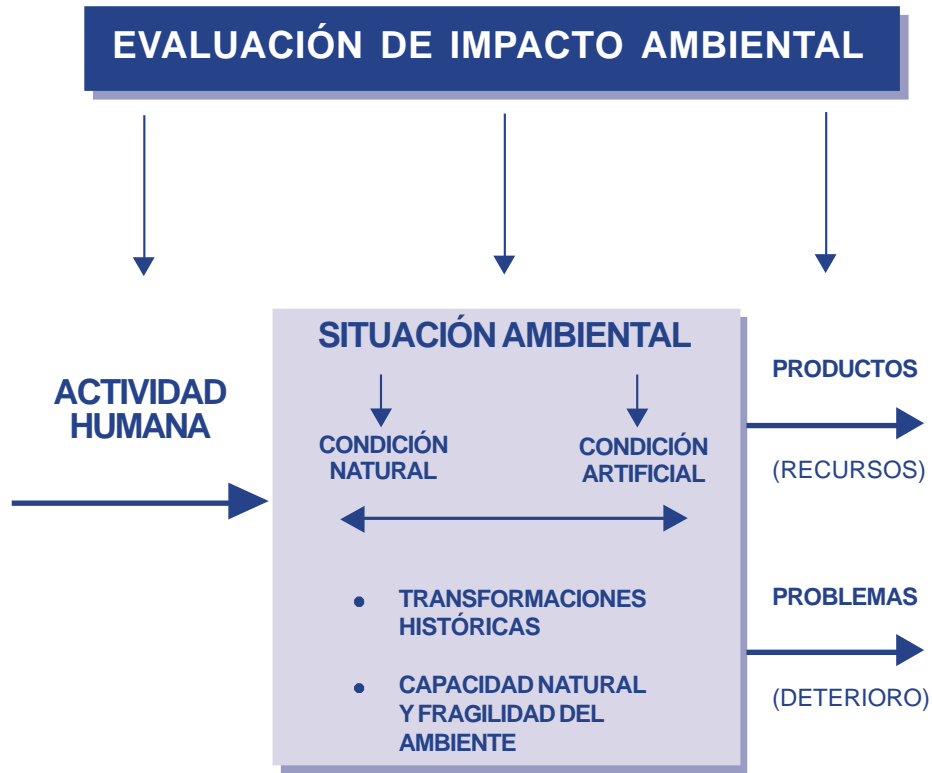 EVALUACIÓN DE IMPACTO AMBIENTAL
ACTIVIDAD
HUMANA
SITUACIÓN AMBIENTAL
CONDICIÓN
NATURAL
CONDICIÓN
ARTIFICIAL
• TRANSFORMACIONES
HISTÓRICAS
• CAPACIDAD NATURAL
Y FRAGILIDAD DEL
AMBIENTE
PRODUCTOS
(RECURSOS)
PROBLEMAS
(DETERIORO)